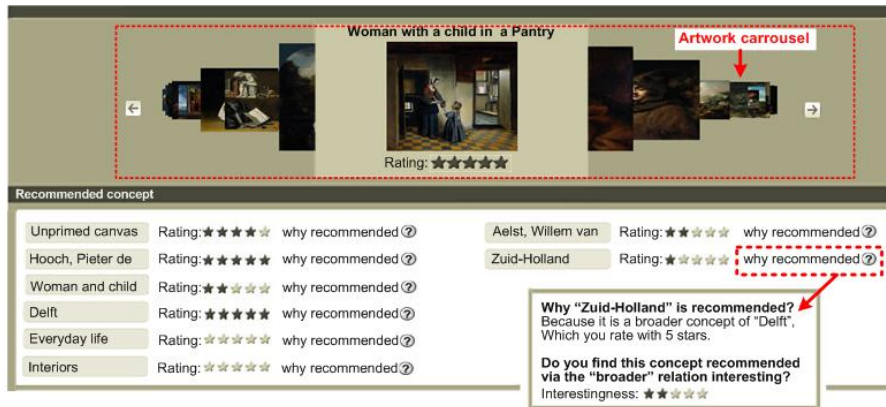 Woman with a child in a Pantry
Artwork carrousel
Rating:
Recommended concept
Unprimed canvas Rating: why recommended ?
Aelst, Willem van Rating: why recommended ?
Hooch, Pieter de Rating: why recommended ?
Zuid-Holland Rating: why recommended ?
Woman and child Rating: why recommended ?
Delft Rating: why recommended ?
Everyday life Rating: why recommended ?
Interiors Rating: why recommended ?
Why “Zuid-Holland” is recommended?
Because it is a broader concept of “Delft”,
Which you rate with 5 stars.
Do you find this concept recommended
via the “broader” relation interesting?
Interestingness: